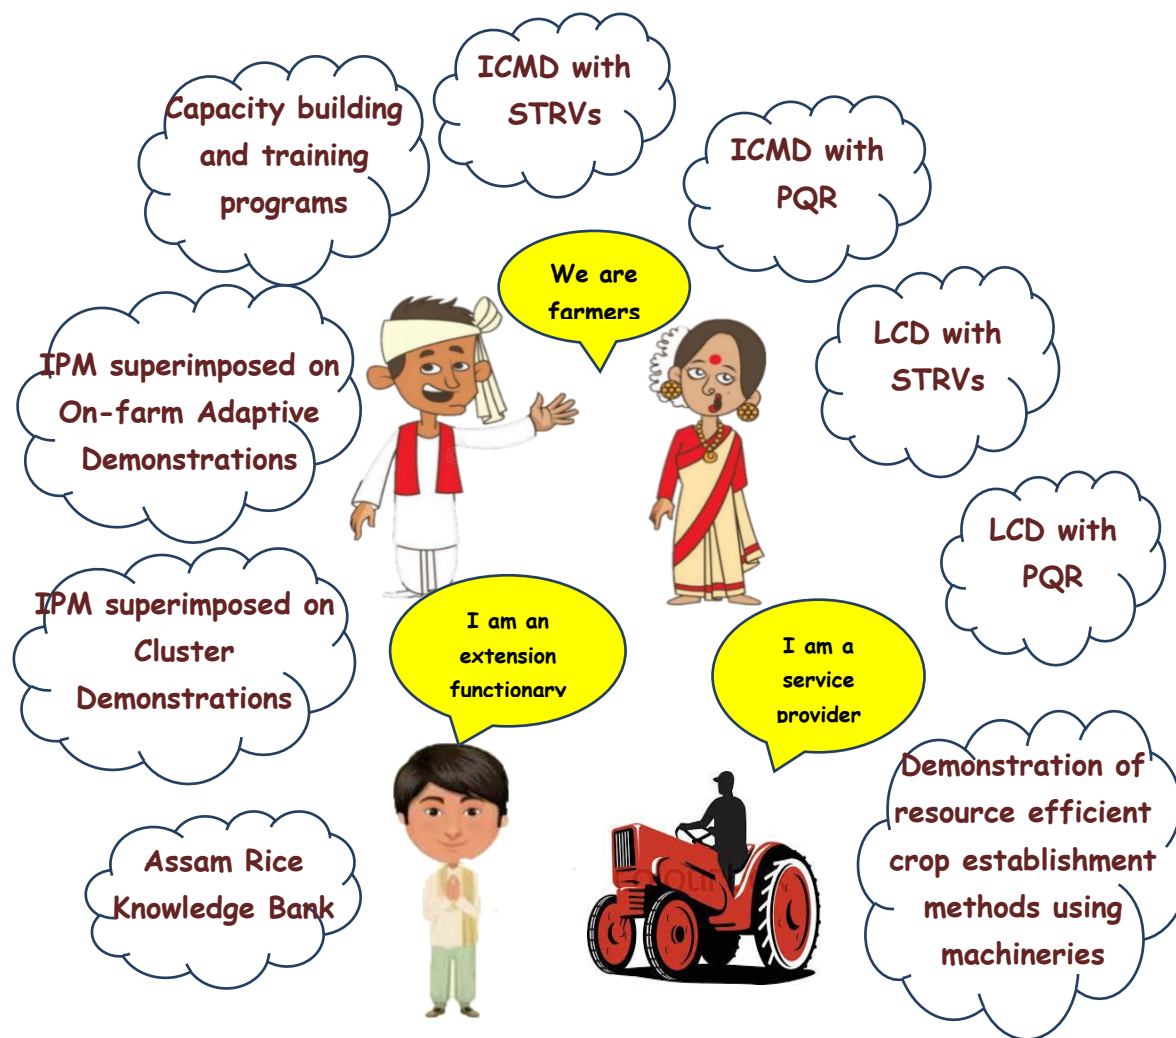 ICMD with
STRVs
Capacity building
and training
programs
ICMD with
PQR
We are
farmers
LCD with
STRVs
IPM superimposed on
On-farm Adaptive
Demonstrations
LCD with
PQR
IPM superimposed on
Cluster
Demonstrations
I am an
extension
functionary
I am a
service
provider
Demonstration of
resource efficient
crop establishment
methods using
machineries
Assam Rice
Knowledge Bank